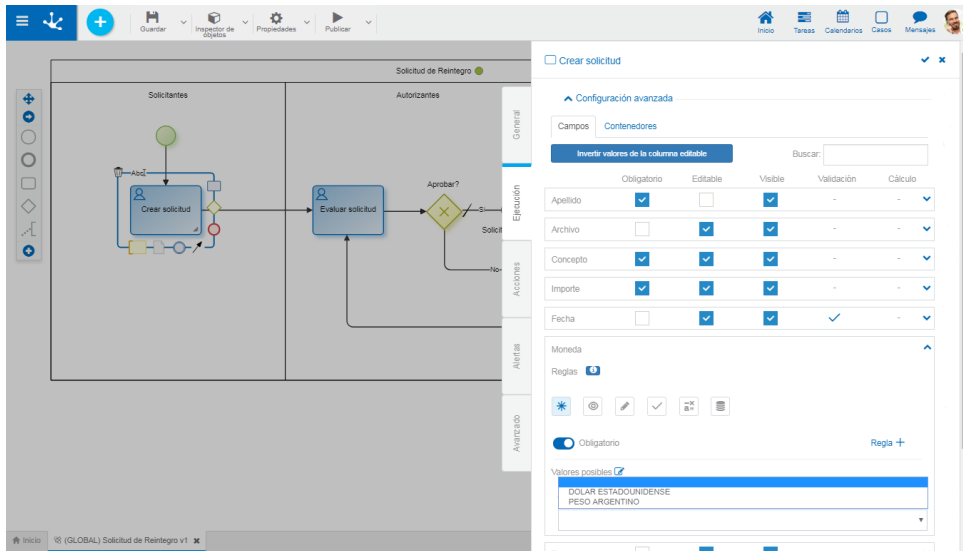 Guardar
Inspector de objetos
Propiedades
Publicar
Inicio
Tareas
Calendarios
Casos
Mensajes
Solicitud de Reintegro
Solicitantes
Autorizantes
Abc
Crear solicitud
Evaluar solicitud
Aprobar?
Si
Solicit
No
General
Ejecución
Acciones
Alertas
Avanzado
Crear solicitud
Configuración avanzada
Campos Contenedores
Invertir valores de la columna editable
Buscar:
Obligatorio Editable Visible Validación Cálculo
Apellido - -
Archivo - -
Concepto - -
Importe - -
Fecha -
Moneda
Reglas
Obligatorio
Regla +
Valores posibles
DOLAR ESTADOUNIDENSE
PESO ARGENTINO
Inicio
(GLOBAL) Solicitud de Reintegro v1